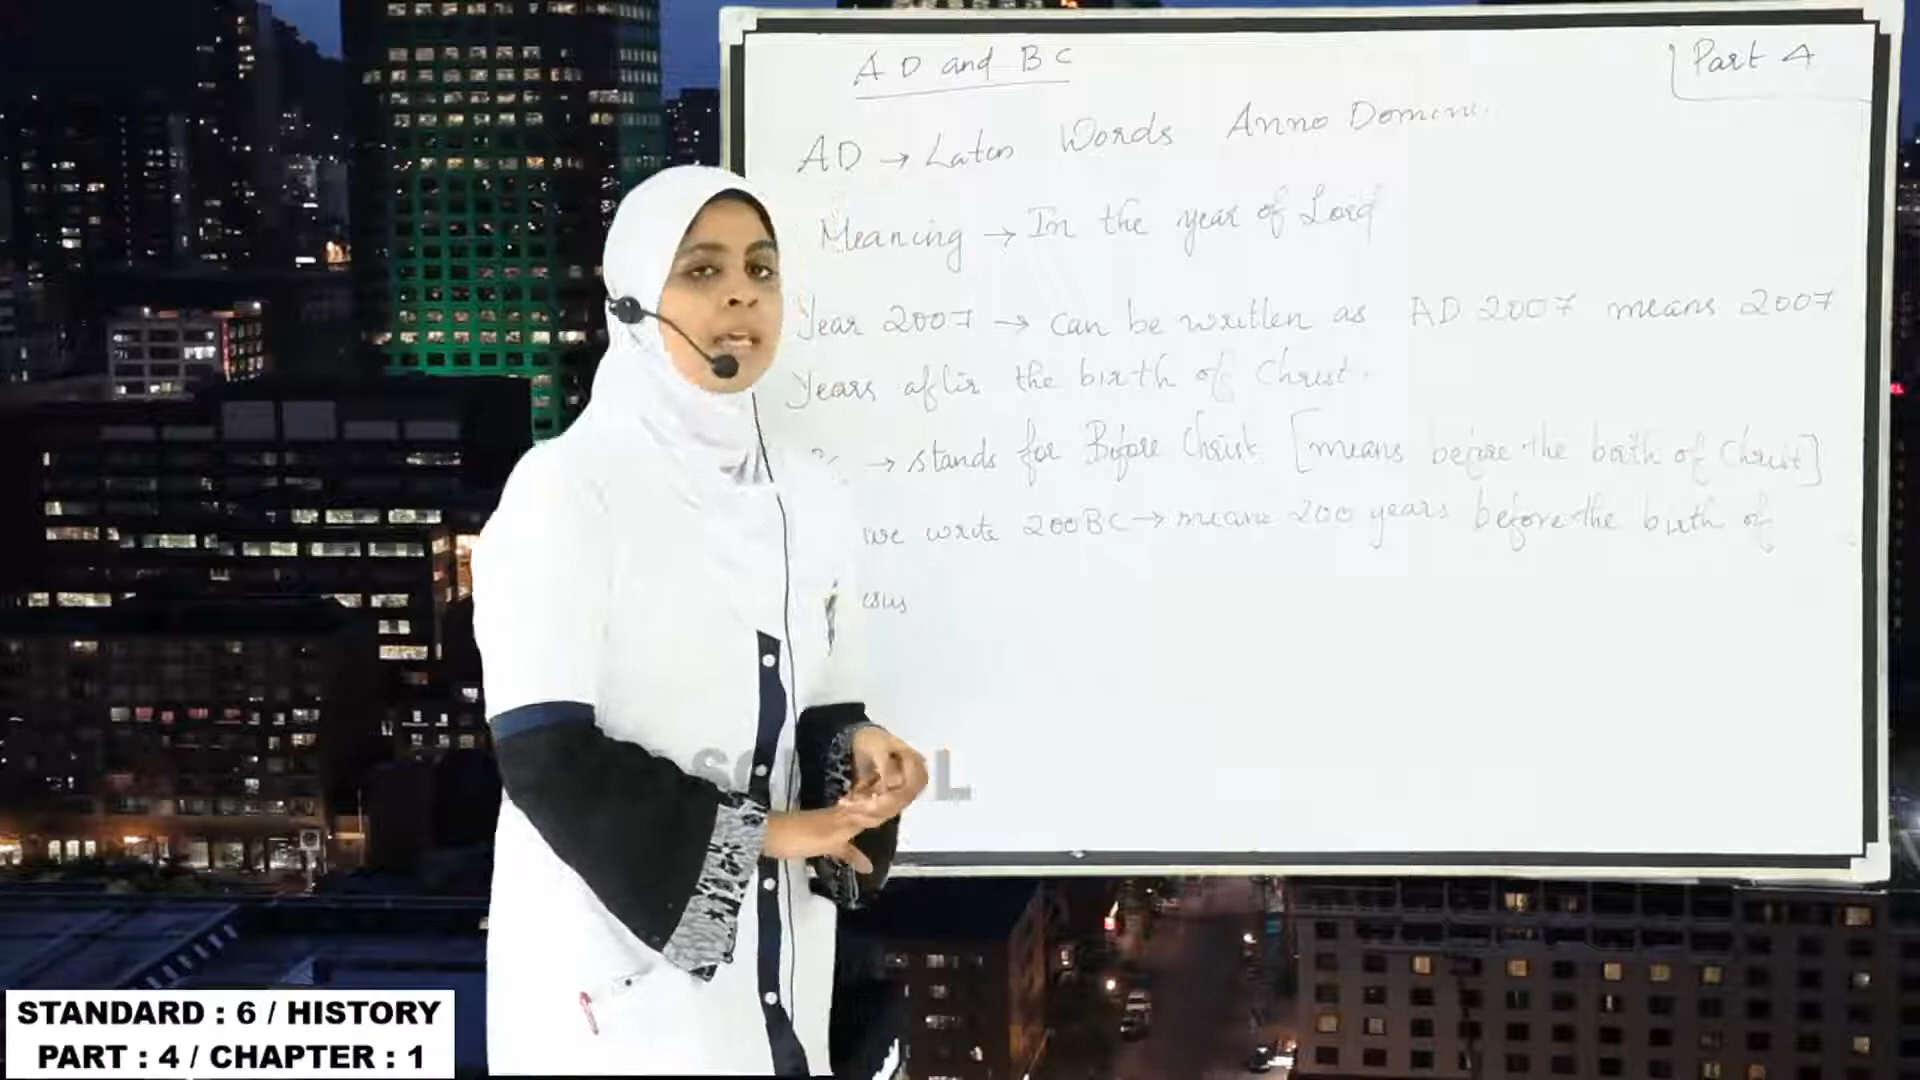 AD and BC
Part 4
AD → Latin Words Anno Domini.
Meaning → In the year of Lord
Year 2007 → can be written as AD 2007 means 2007
Years after the birth of Christ.
→ stands for Before Christ [means before the birth of Christ]
we write 200BC → means 200 years before the birth of
esus
L
STANDARD : 6 / HISTORY
PART : 4 / CHAPTER : 1